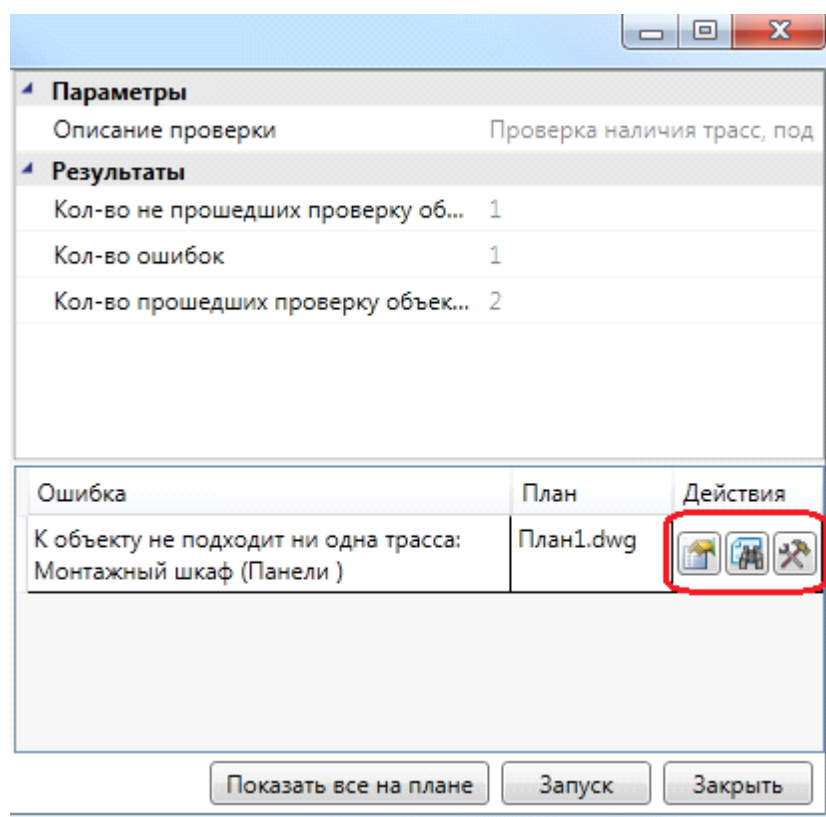 Параметры
Описание проверки Проверка наличия трасс, под
Результаты
Кол-во не прошедших проверку об... 1
Кол-во ошибок 1
Кол-во прошедших проверку объек... 2
Ошибка План Действия
К объекту не подходит ни одна трасса: План1.dwg
Монтажный шкаф (Панели )
Показать все на плане Запуск Закрыть